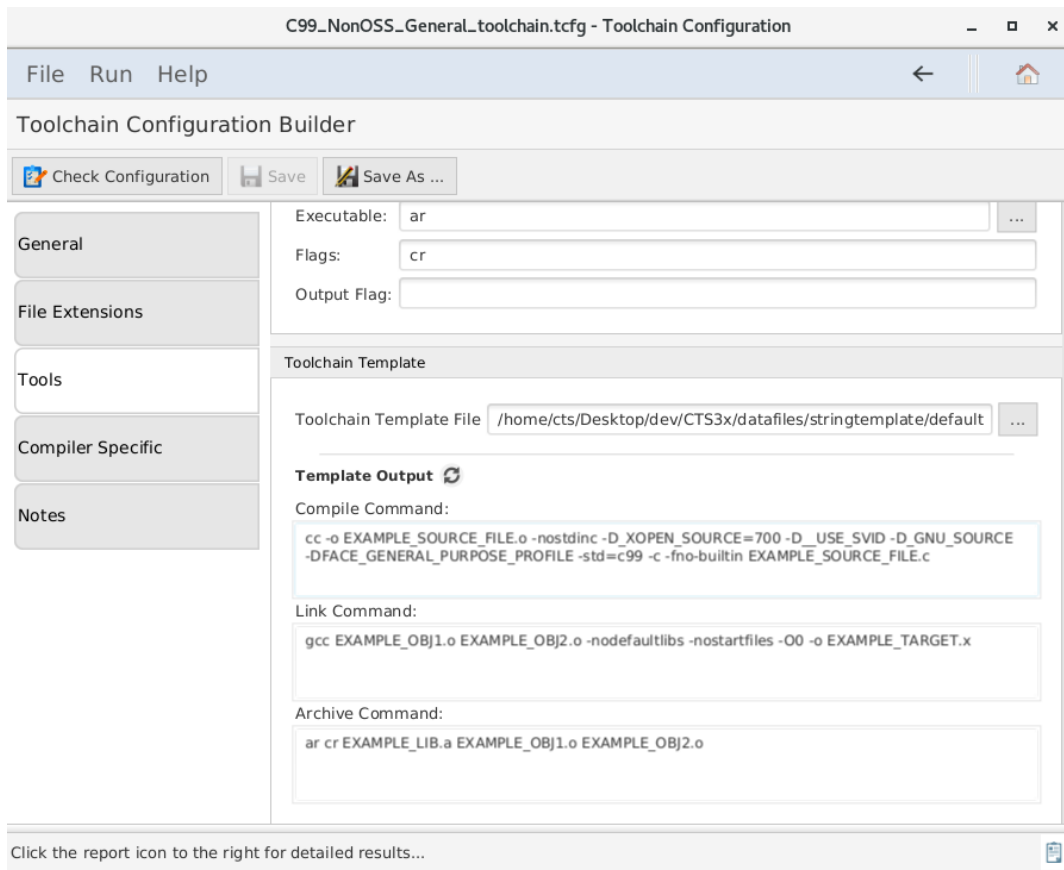 C99_NonOSS_General_toolchain.tcfg - Toolchain Configuration
File Run Help
Toolchain Configuration Builder
Check Configuration Save Save As ...
General
File Extensions
Tools
Compiler Specific
Notes
Executable: ar ...
Flags: cr
Output Flag:
Toolchain Template
Toolchain Template File /home/cts/Desktop/dev/CTS3x/datafiles/stringtemplate/default ...
Template Output
Compile Command:
cc -o EXAMPLE_SOURCE_FILE.o -nostdinc -D_XOPEN_SOURCE=700 -D__USE_SVID -D_GNU_SOURCE
-DFACE_GENERAL_PURPOSE_PROFILE -std=c99 -c -fno-builtin EXAMPLE_SOURCE_FILE.c
Link Command:
gcc EXAMPLE_OBJ1.o EXAMPLE_OBJ2.o -nodefaultlibs -nostartfiles -O0 -o EXAMPLE_TARGET.x
Archive Command:
ar cr EXAMPLE_LIB.a EXAMPLE_OBJ1.o EXAMPLE_OBJ2.o
Click the report icon to the right for detailed results...